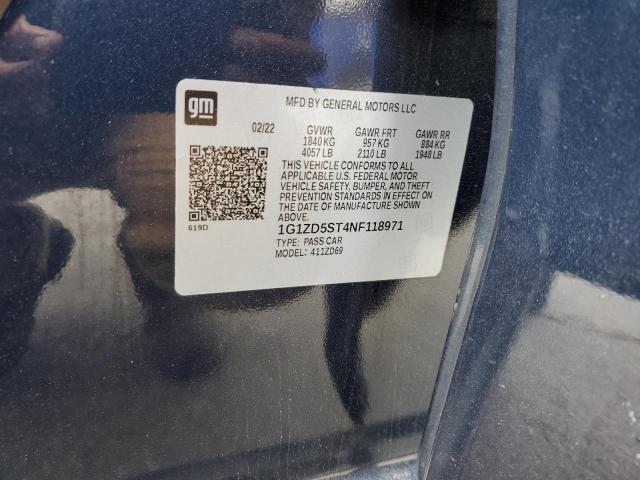 gm
MFD BY GENERAL MOTORS LLC
02/22 GVWR GAWR FRT GAWR RR
1840 KG 957 KG 884 KG
4057 LB 2110 LB 1948 LB
THIS VEHICLE CONFORMS TO ALL
APPLICABLE U.S. FEDERAL MOTOR
VEHICLE SAFETY, BUMPER, AND THEFT
PREVENTION STANDARDS IN EFFECT ON
THE DATE OF MANUFACTURE SHOWN
ABOVE.
619D
1G1ZD5ST4NF118971
TYPE: PASS CAR
MODEL: 411ZD69